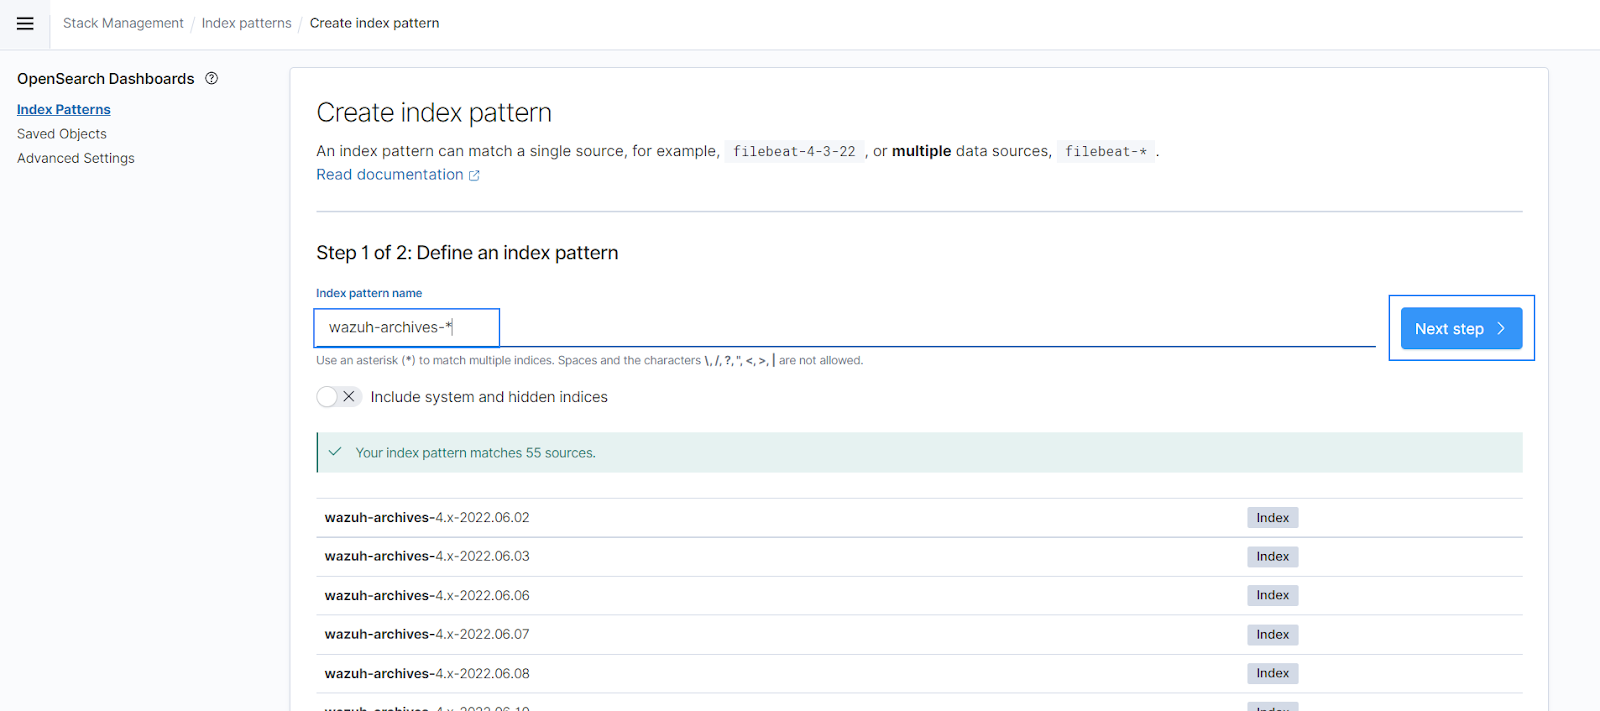 Stack Management / Index patterns / Create index pattern
OpenSearch Dashboards
Index Patterns
Saved Objects
Advanced Settings
Create index pattern
An index pattern can match a single source, for example, filebeat-4-3-22 , or multiple data sources, filebeat-* .
Read documentation
Step 1 of 2: Define an index pattern
Index pattern name
wazuh-archives-*
Next step
Use an asterisk (*) to match multiple indices. Spaces and the characters \, /, ?, ", <, >, | are not allowed.
Include system and hidden indices
Your index pattern matches 55 sources.
wazuh-archives-4.x-2022.06.02 Index
wazuh-archives-4.x-2022.06.03 Index
wazuh-archives-4.x-2022.06.06 Index
wazuh-archives-4.x-2022.06.07 Index
wazuh-archives-4.x-2022.06.08 Index